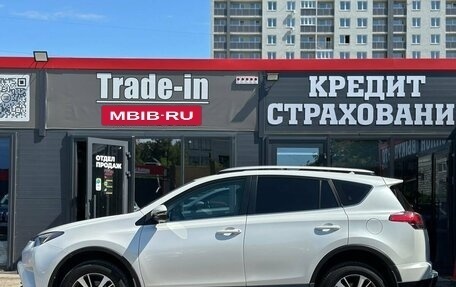 Trade-in
MBIB-RU
КРЕДИТ
СТРАХОВАНИ
ОТДЕЛ
ПРОДАЖ